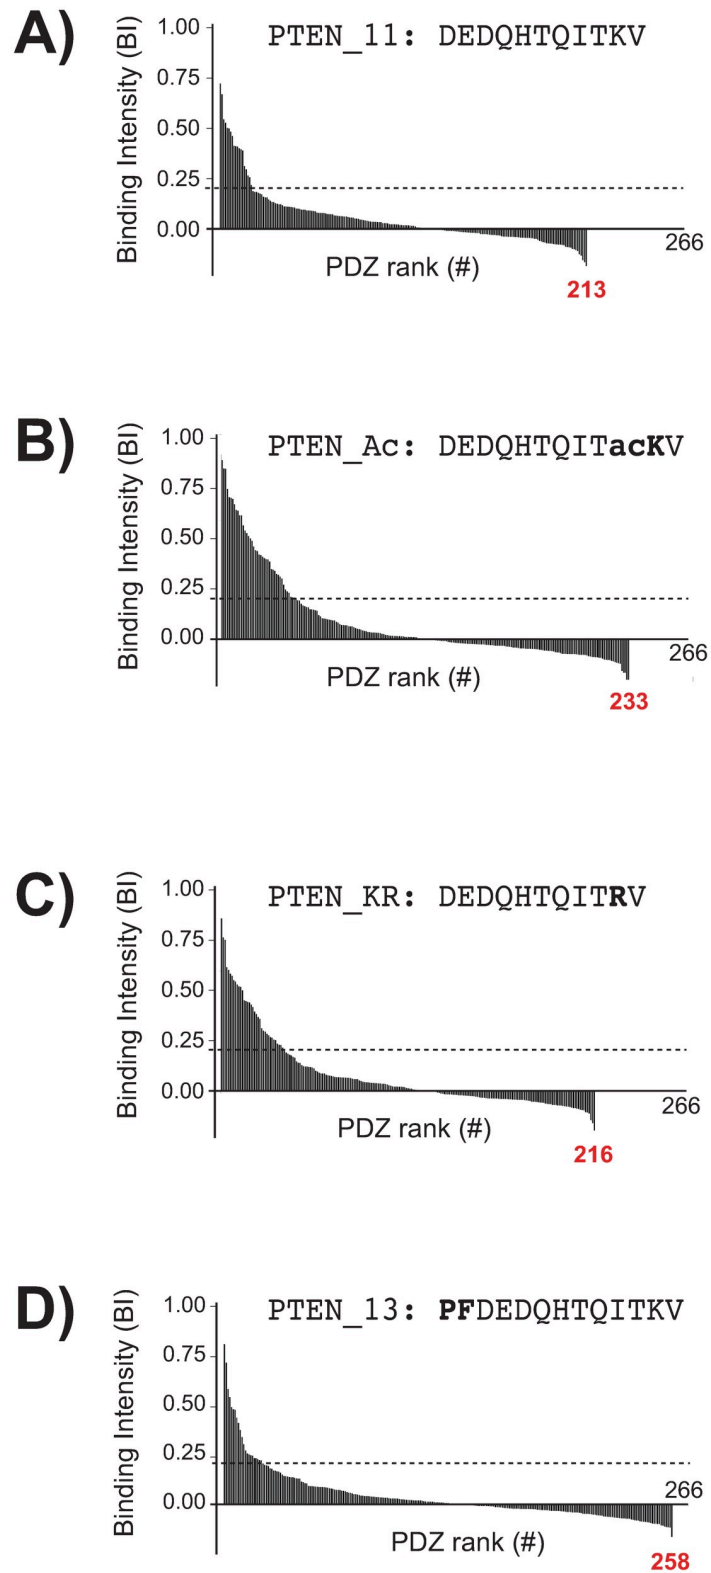 A)
PTEN_11: DEDQHTQITKV
Binding Intensity (BI)
1.00
0.75
0.50
0.25
0.00
266
PDZ rank (#)
213
B)
PTEN_Ac: DEDQHTQITacKV
Binding Intensity (BI)
1.00
0.75
0.50
0.25
0.00
266
PDZ rank (#)
233
C)
PTEN_KR: DEDQHTQITRV
Binding Intensity (BI)
1.00
0.75
0.50
0.25
0.00
266
PDZ rank (#)
216
D)
PTEN_13: PFDEDQHTQITKV
Binding Intensity (BI)
1.00
0.75
0.50
0.25
0.00
266
PDZ rank (#)
258